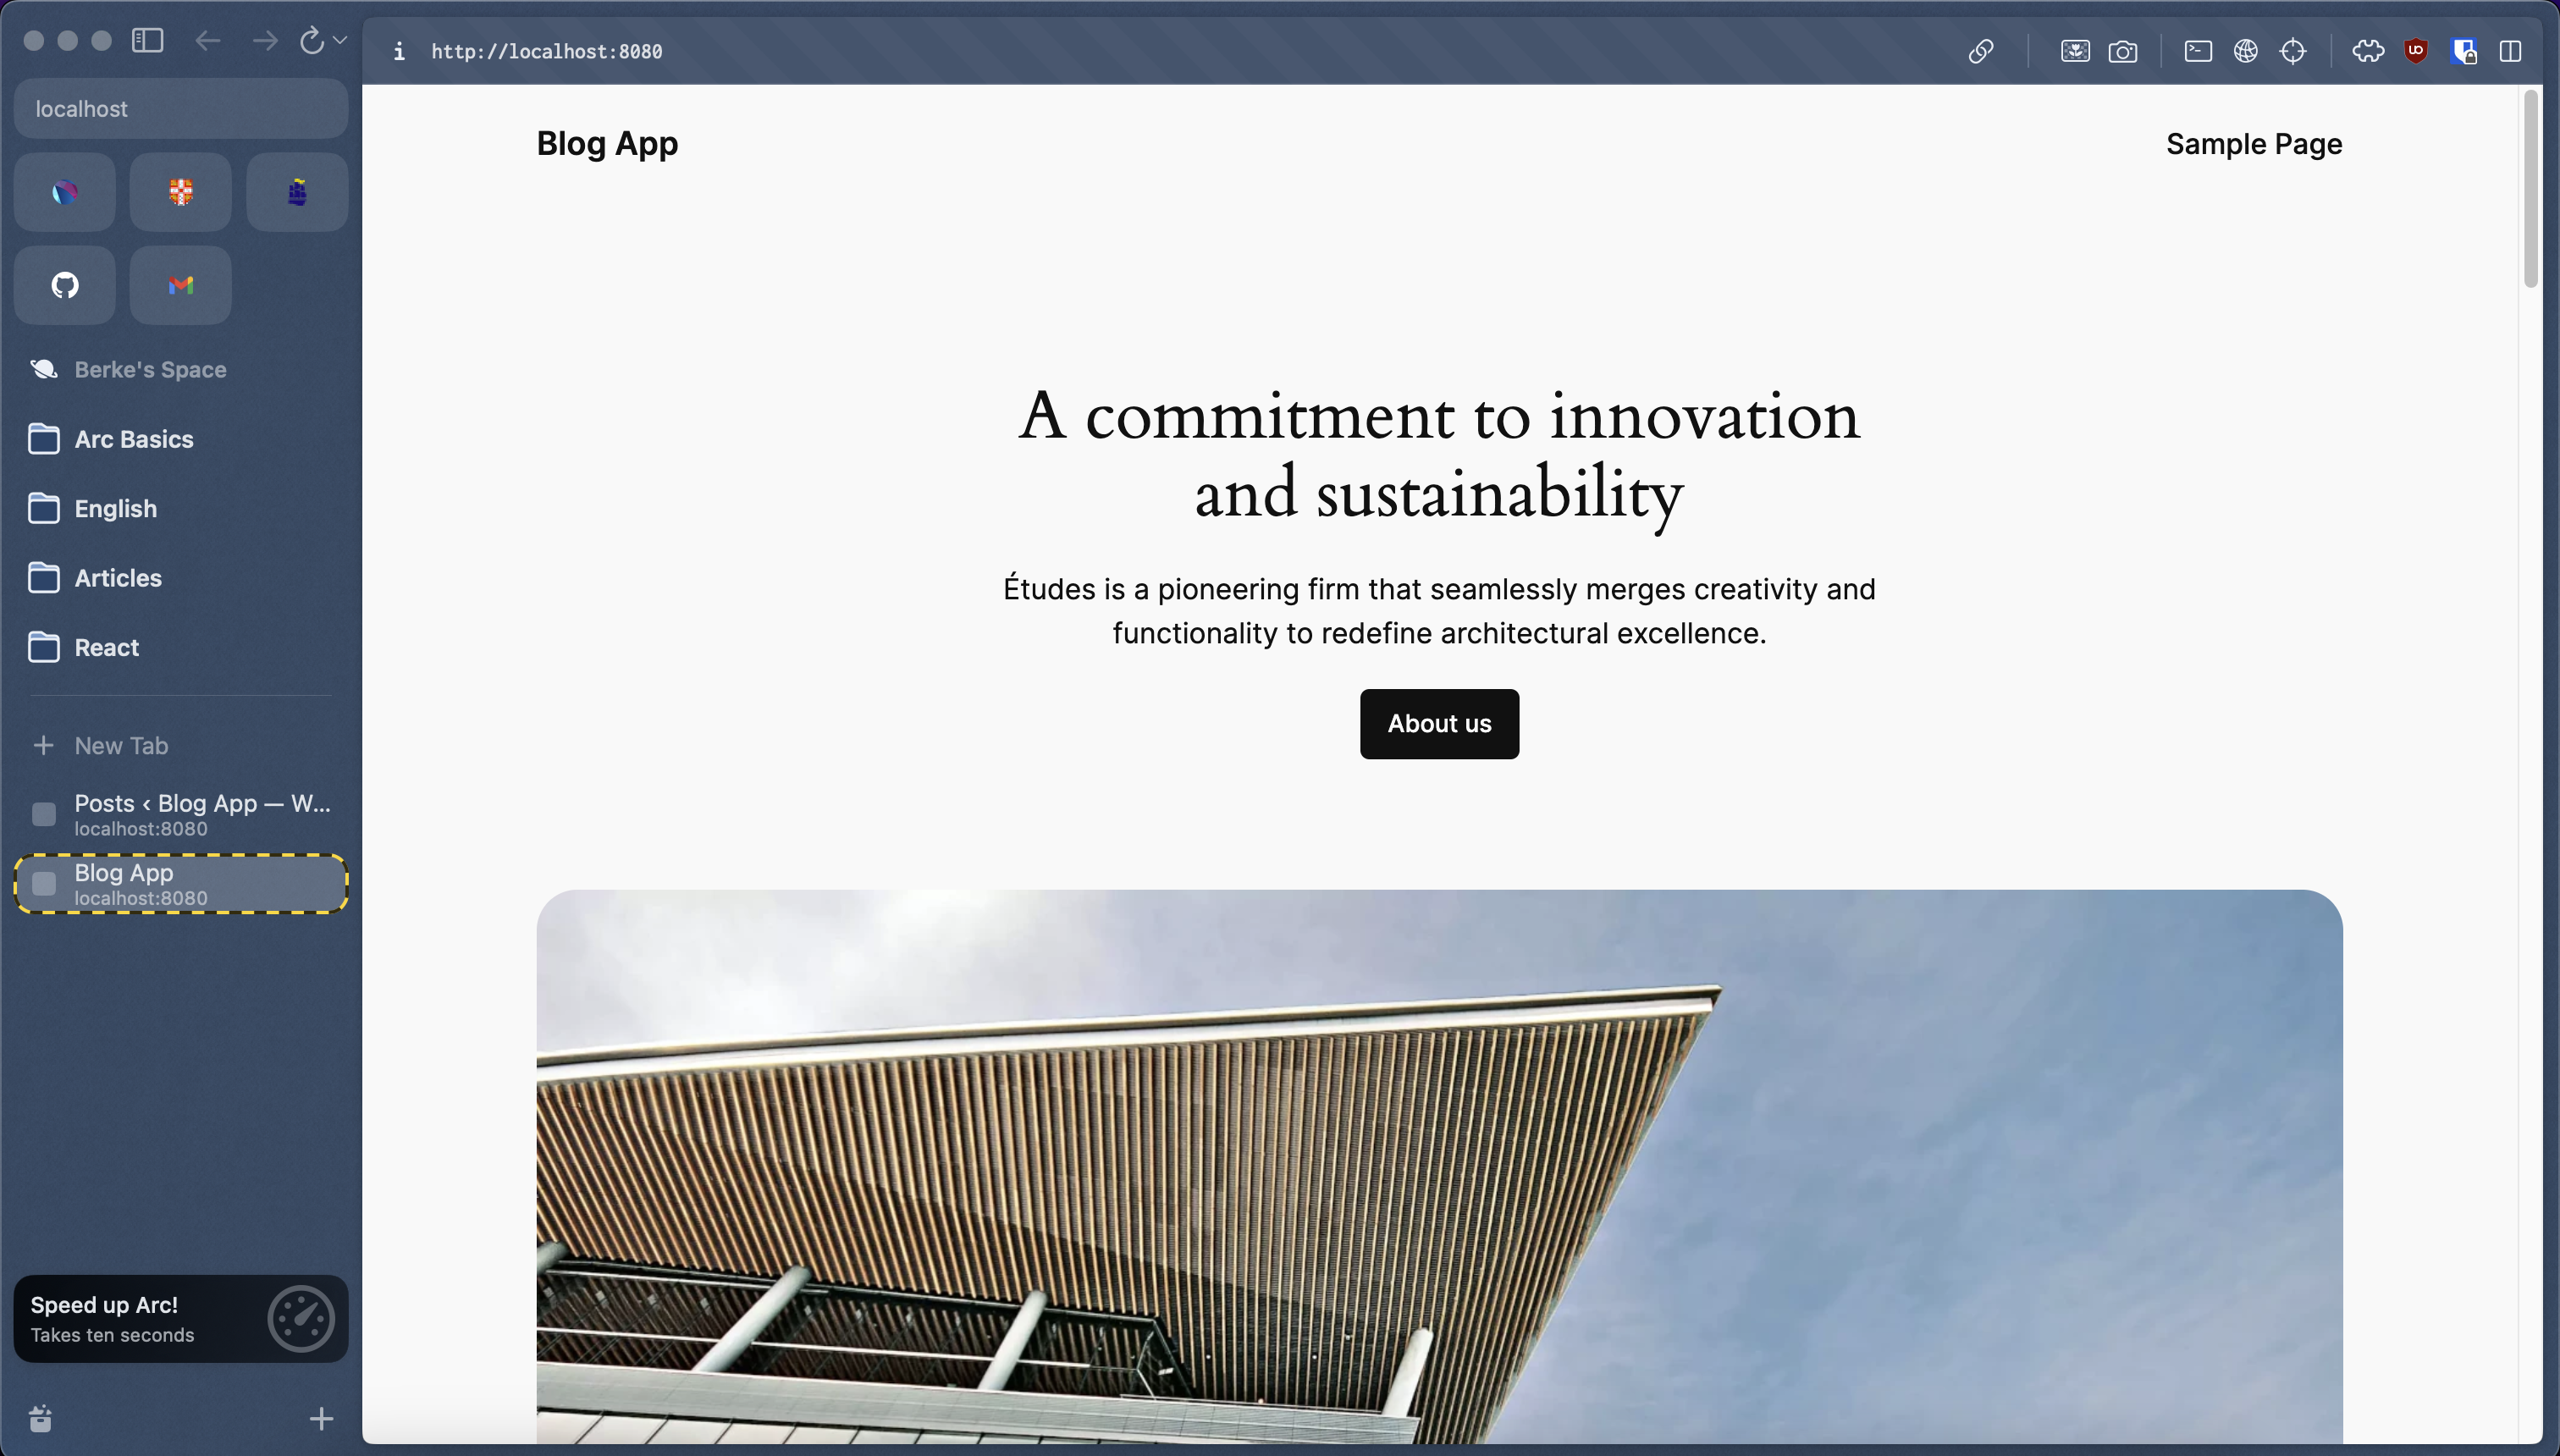 http://localhost:8080
localhost
Berke's Space
Arc Basics
English
Articles
React
New Tab
Posts ‹ Blog App — W...
localhost:8080
Blog App
localhost:8080
Speed up Arc!
Takes ten seconds
Blog App
Sample Page
A commitment to innovation
and sustainability
Études is a pioneering firm that seamlessly merges creativity and
functionality to redefine architectural excellence.
About us